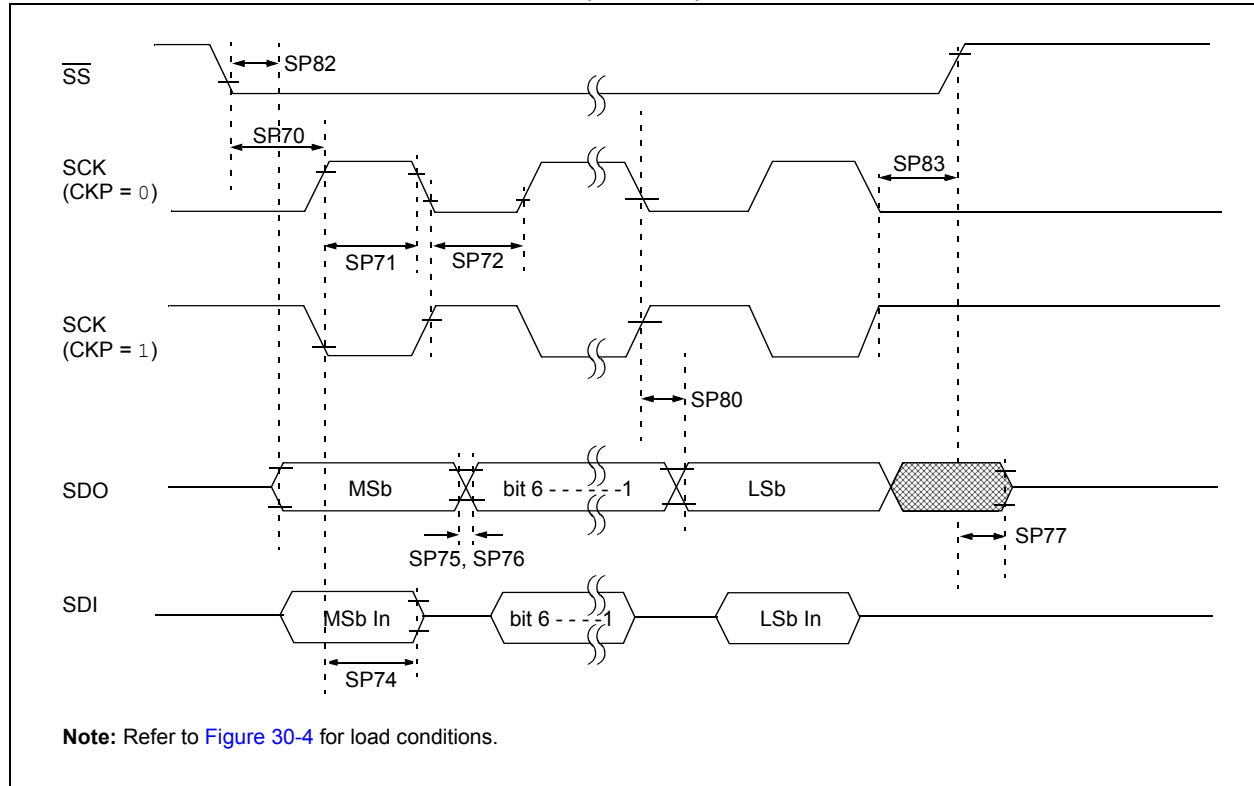 SS
SP82
SP70
SCK
(CKP = 0)
SP83
SP71
SP72
SCK
(CKP = 1)
SP80
SDO
MSb
bit 6 - - - - - -1
LSb
SP75, SP76
SP77
SDI
MSb In
bit 6 - - - -1
LSb In
SP74
Note: Refer to Figure 30-4 for load conditions.